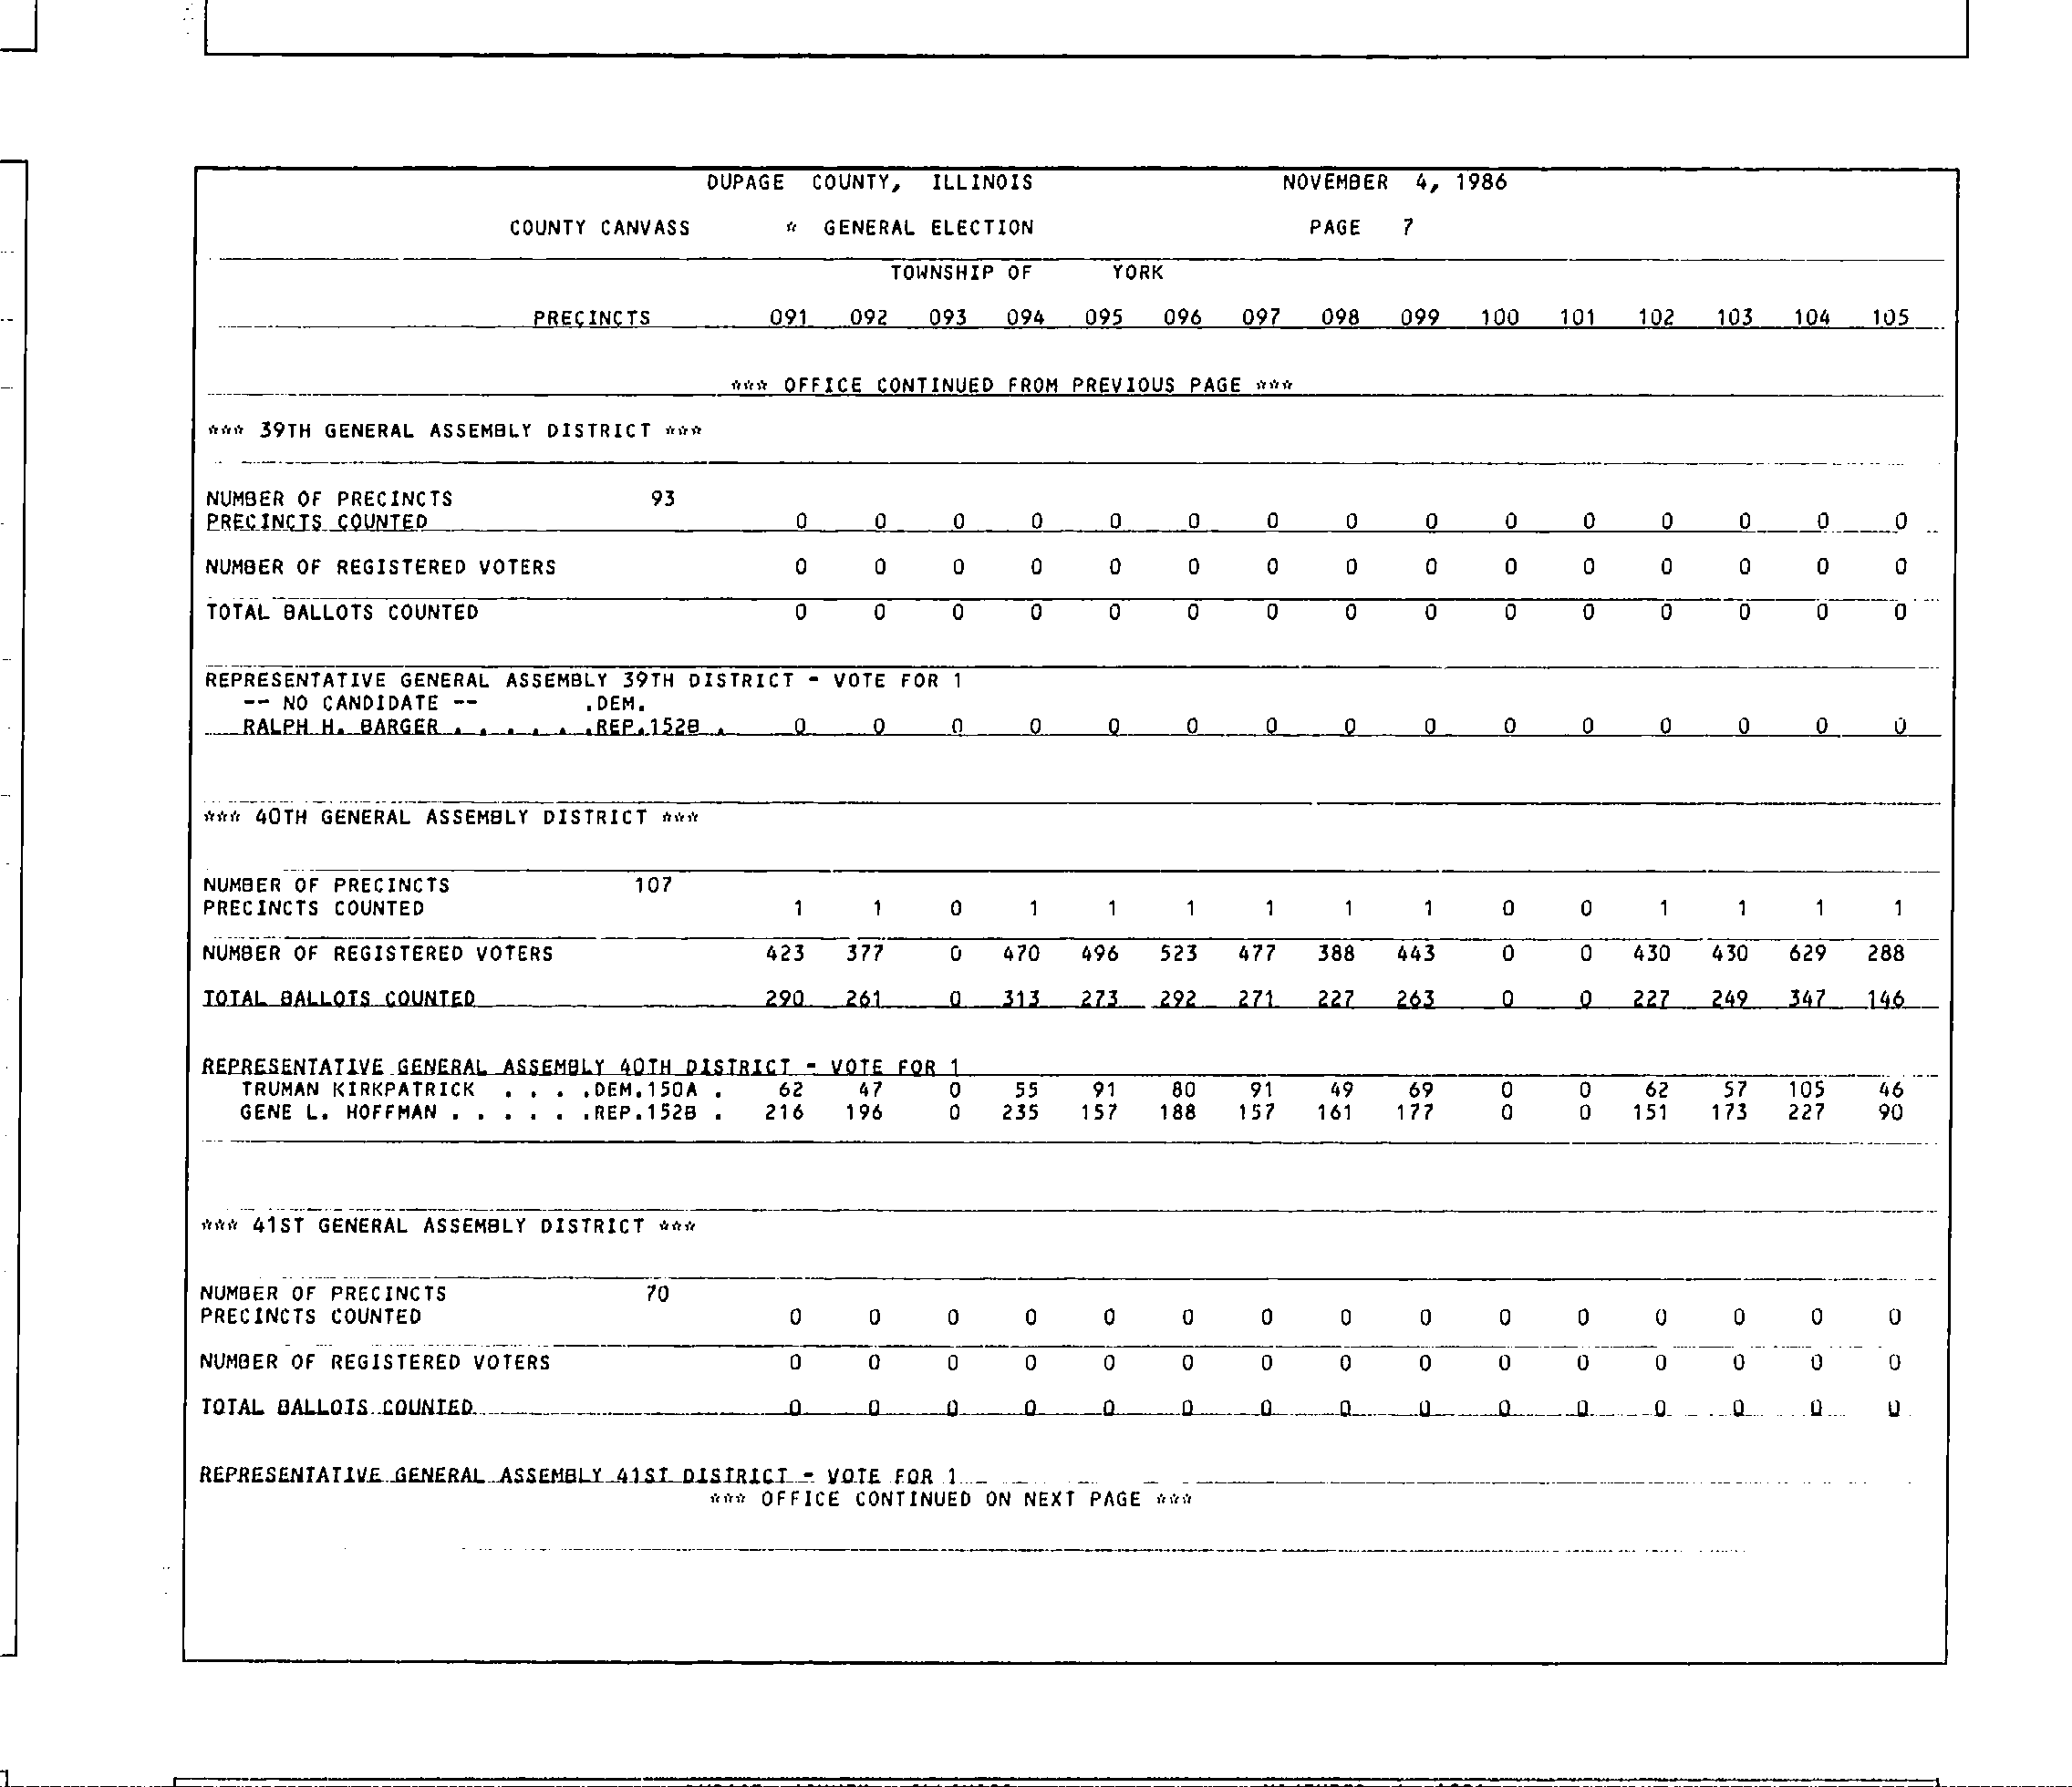 DUPAGE COUNTY, ILLINOIS NOVEMBER 4, 1986
COUNTY CANVASS * GENERAL ELECTION PAGE 7
TOWNSHIP OF YORK
PRECINCTS 091 092 093 094 095 096 097 098 099 100 101 102 103 104 105
*** OFFICE CONTINUED FROM PREVIOUS PAGE ***
*** 39TH GENERAL ASSEMBLY DISTRICT ***
NUMBER OF PRECINCTS 93
PRECINCTS COUNTED 0 0 0 0 0 0 0 0 0 0 0 0 0 0 0
NUMBER OF REGISTERED VOTERS 0 0 0 0 0 0 0 0 0 0 0 0 0 0 0
TOTAL BALLOTS COUNTED 0 0 0 0 0 0 0 0 0 0 0 0 0 0 0
REPRESENTATIVE GENERAL ASSEMBLY 39TH DISTRICT - VOTE FOR 1
-- NO CANDIDATE -- .DEM.
RALPH H. BARGER . . . . . .REP.152B . 0 0 0 0 0 0 0 0 0 0 0 0 0 0 0
*** 40TH GENERAL ASSEMBLY DISTRICT ***
NUMBER OF PRECINCTS 107
PRECINCTS COUNTED 1 1 0 1 1 1 1 1 1 0 0 1 1 1 1
NUMBER OF REGISTERED VOTERS 423 377 0 470 496 523 477 388 443 0 0 430 430 629 288
TOTAL BALLOTS COUNTED 290 261 0 313 273 292 271 227 263 0 0 227 249 347 146
REPRESENTATIVE GENERAL ASSEMBLY 40TH DISTRICT - VOTE FOR 1
TRUMAN KIRKPATRICK . . . .DEM.150A . 62 47 0 55 91 80 91 49 69 0 0 62 57 105 46
GENE L. HOFFMAN . . . . . .REP.152B . 216 196 0 235 157 188 157 161 177 0 0 151 173 227 90
*** 41ST GENERAL ASSEMBLY DISTRICT ***
NUMBER OF PRECINCTS 70
PRECINCTS COUNTED 0 0 0 0 0 0 0 0 0 0 0 0 0 0 0
NUMBER OF REGISTERED VOTERS 0 0 0 0 0 0 0 0 0 0 0 0 0 0 0
TOTAL BALLOTS COUNTED 0 0 0 0 0 0 0 0 0 0 0 0 0 0 0
REPRESENTATIVE GENERAL ASSEMBLY 41ST DISTRICT - VOTE FOR 1
*** OFFICE CONTINUED ON NEXT PAGE ***